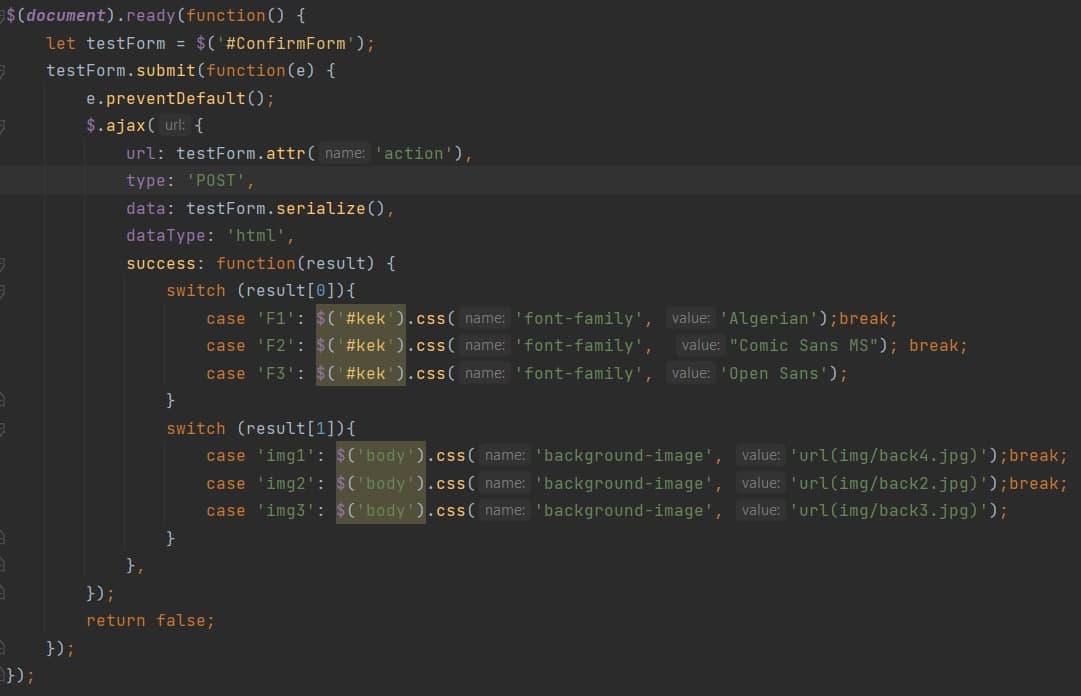 $(document).ready(function() {
let testForm = $('#ConfirmForm');
testForm.submit(function(e) {
e.preventDefault();
$.ajax( url: {
url: testForm.attr( name: 'action'),
type: 'POST',
data: testForm.serialize(),
dataType: 'html',
success: function(result) {
switch (result[0]){
case 'F1': $('#kek').css( name: 'font-family', value: 'Algerian');break;
case 'F2': $('#kek').css( name: 'font-family', value: "Comic Sans MS"); break;
case 'F3': $('#kek').css( name: 'font-family', value: 'Open Sans');
}
switch (result[1]){
case 'img1': $('body').css( name: 'background-image', value: 'url(img/back4.jpg)');break;
case 'img2': $('body').css( name: 'background-image', value: 'url(img/back2.jpg)');break;
case 'img3': $('body').css( name: 'background-image', value: 'url(img/back3.jpg)');
}
},
});
return false;
});
});